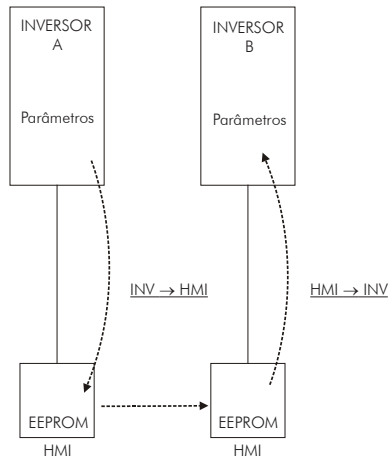 INVERSOR
A
Parâmetros
INVERSOR
B
Parâmetros
INV → HMI
HMI → INV
EEPROM
HMI
EEPROM
HMI